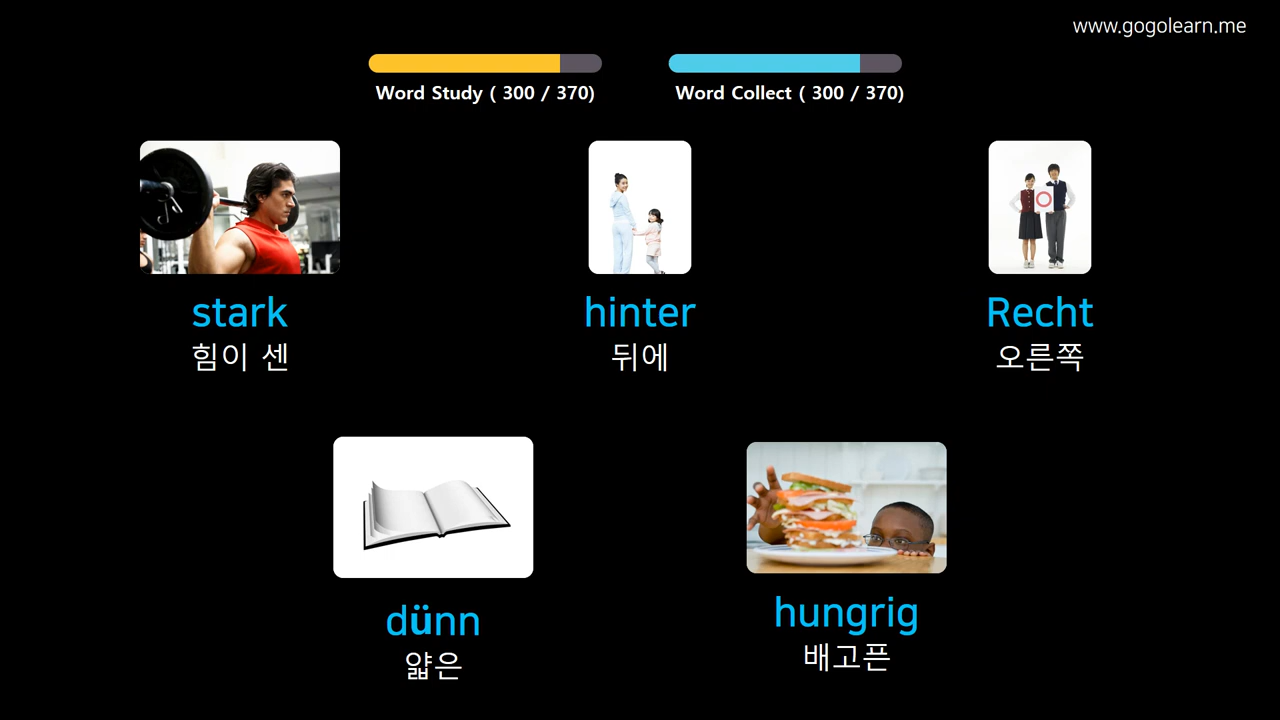 www.gogolearn.me
Word Study ( 300 / 370)
Word Collect ( 300 / 370)
stark
힘이 센
hinter
뒤에
Recht
오른쪽
dünn
얇은
hungrig
배고픈